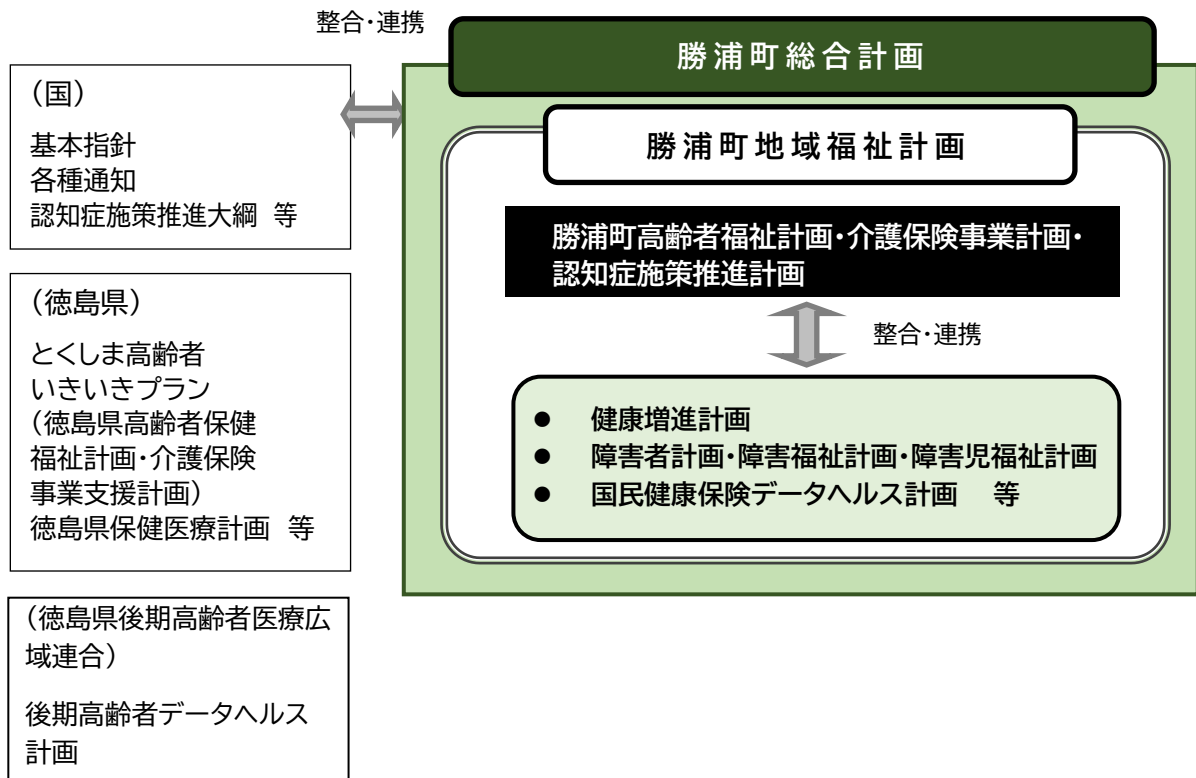 整合・連携
勝浦町総合計画
（国）
基本指針
各種通知
認知症施策推進大綱 等
（徳島県）
とくしま高齢者
いきいきプラン
（徳島県高齢者保健
福祉計画・介護保険
事業支援計画）
徳島県保健医療計画 等
（徳島県後期高齢者医療広
域連合）
後期高齢者データヘルス
計画
勝浦町地域福祉計画
勝浦町高齢者福祉計画・介護保険事業計画・
認知症施策推進計画
整合・連携
● 健康増進計画
● 障害者計画・障害福祉計画・障害児福祉計画
● 国民健康保険データヘルス計画 等